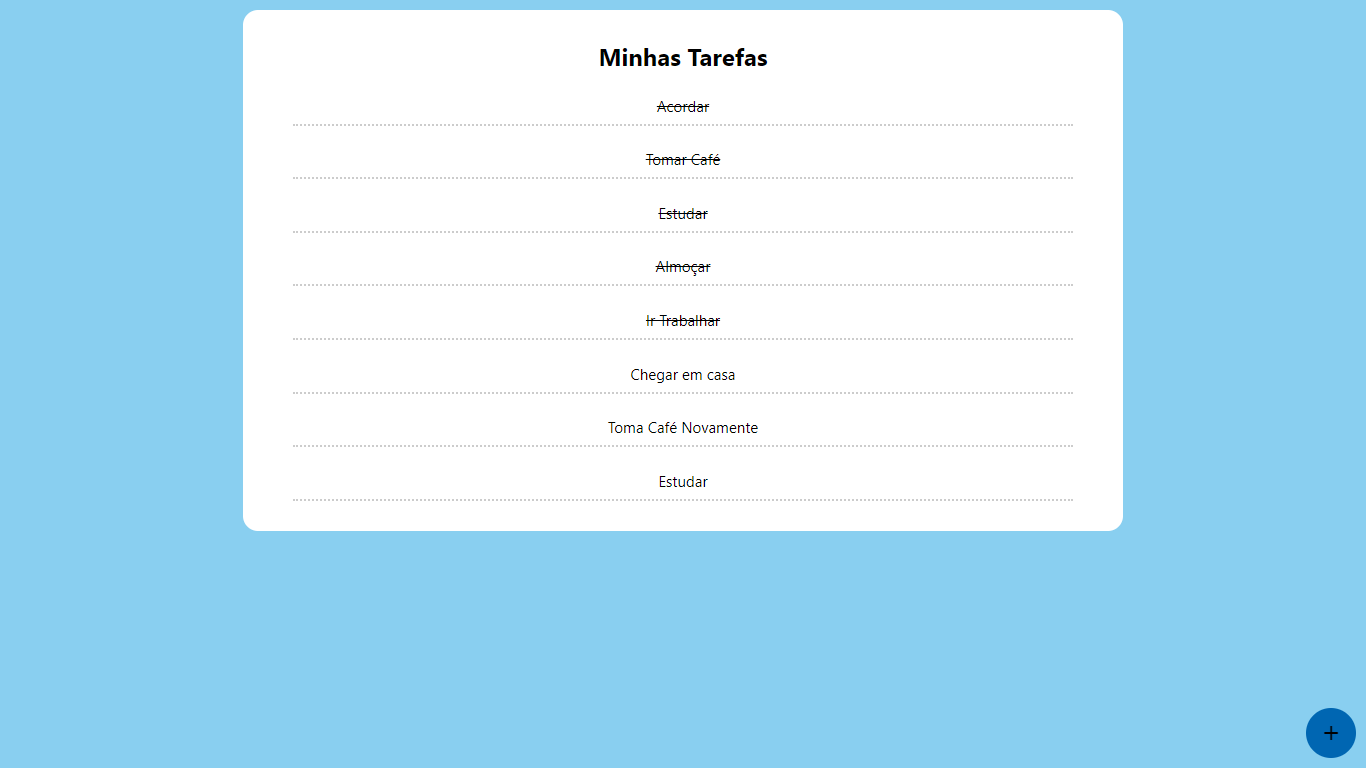 Minhas Tarefas
Acordar
Tomar Café
Estudar
Almoçar
Ir Trabalhar
Chegar em casa
Toma Café Novamente
Estudar
+